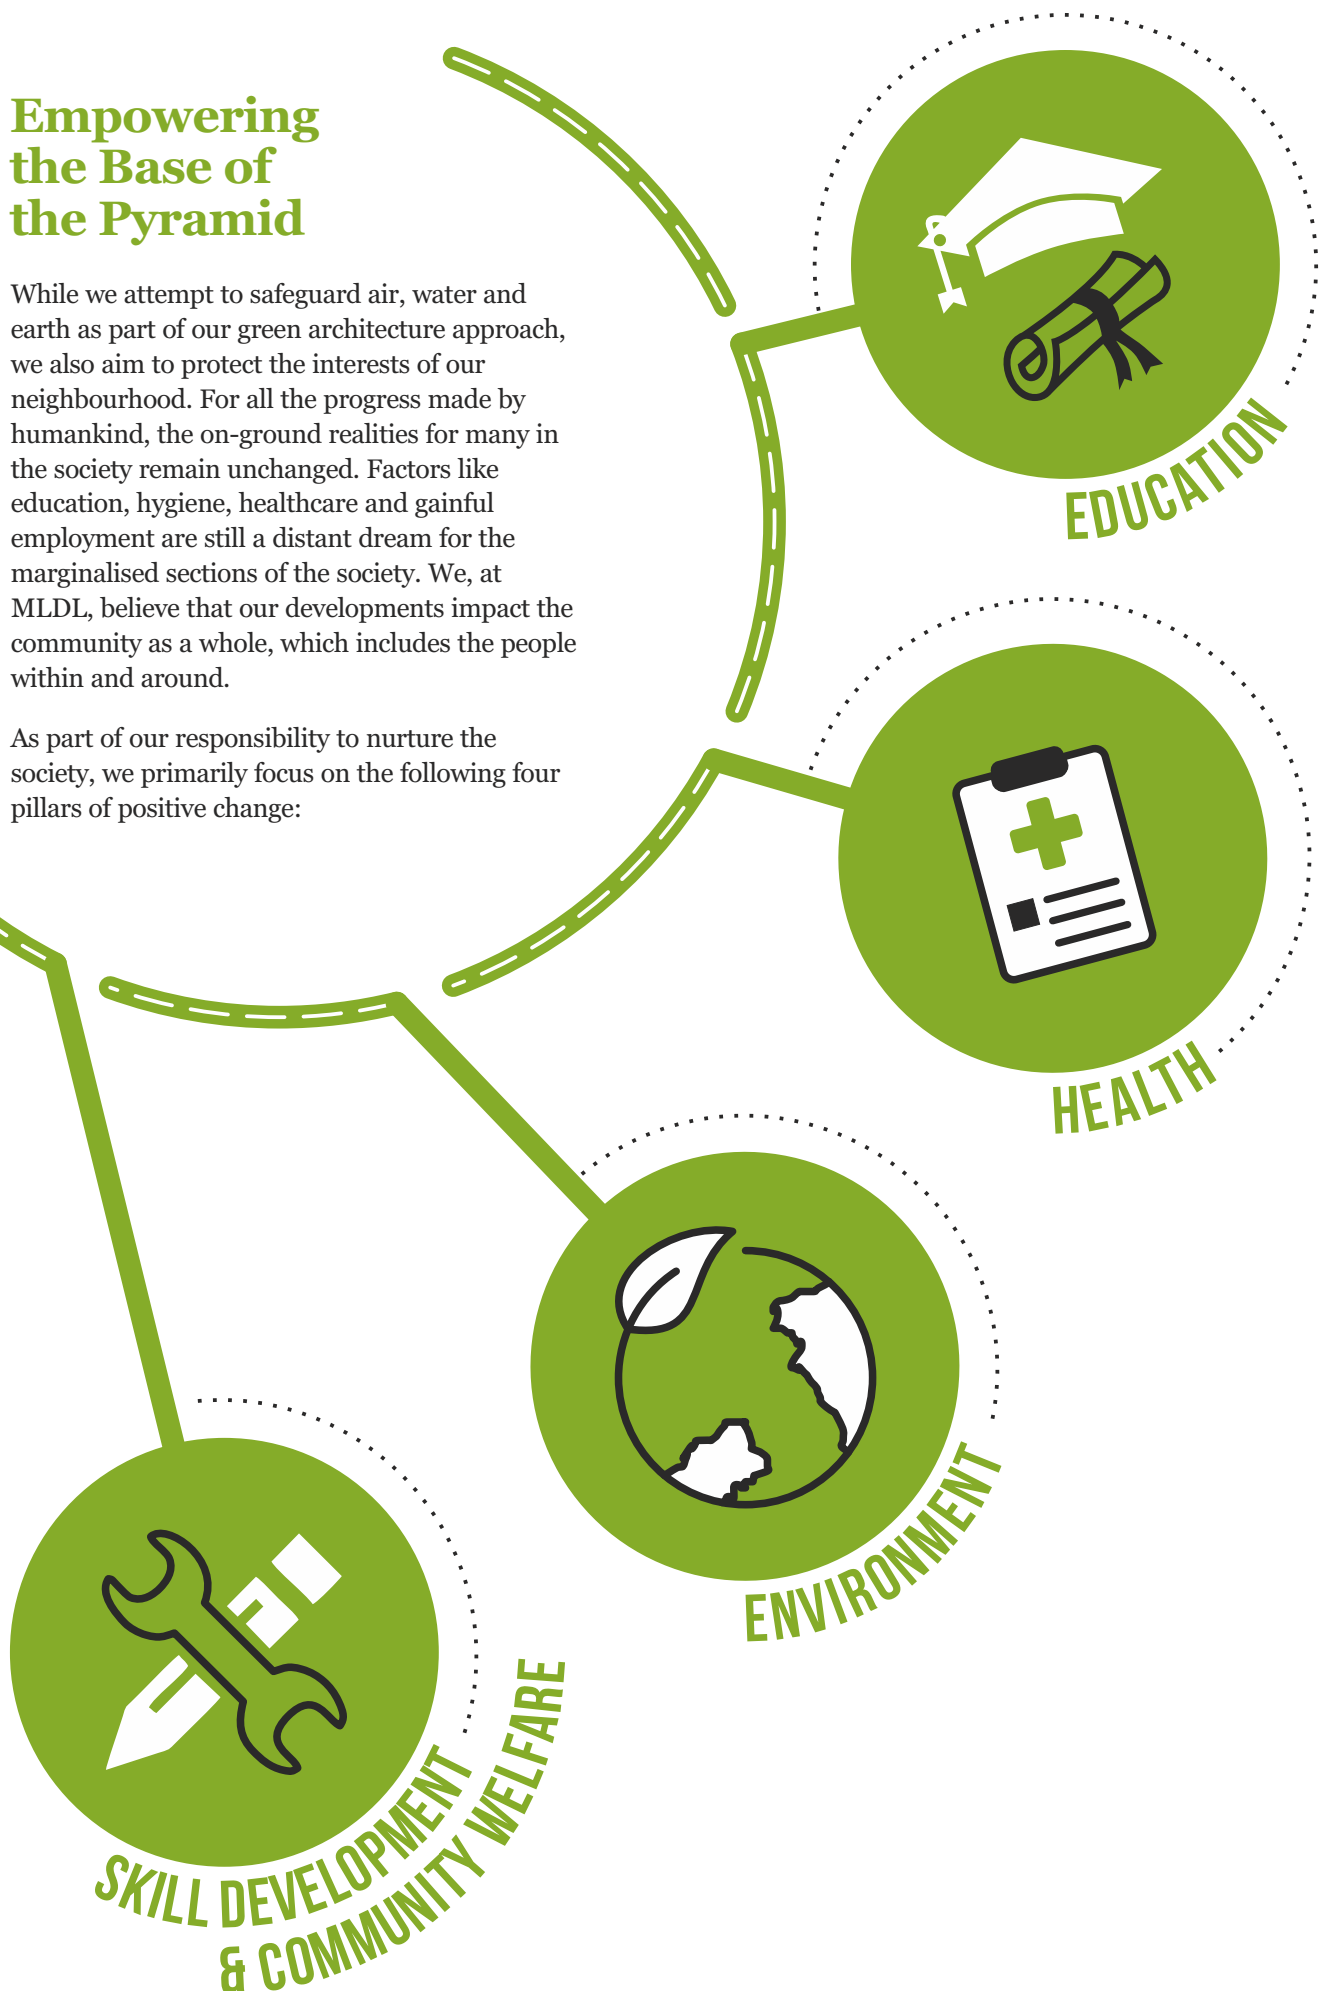 Empowering
the Base of
the Pyramid
While we attempt to safeguard air, water and
earth as part of our green architecture approach,
we also aim to protect the interests of our
neighbourhood. For all the progress made by
humankind, the on-ground realities for many in
the society remain unchanged. Factors like
education, hygiene, healthcare and gainful
employment are still a distant dream for the
marginalised sections of the society. We, at
MLDL, believe that our developments impact the
community as a whole, which includes the people
within and around.
As part of our responsibility to nurture the
society, we primarily focus on the following four
pillars of positive change:
EDUCATION
HEALTH
ENVIRONMENT
SKILL DEVELOPMENT
& COMMUNITY WELFARE